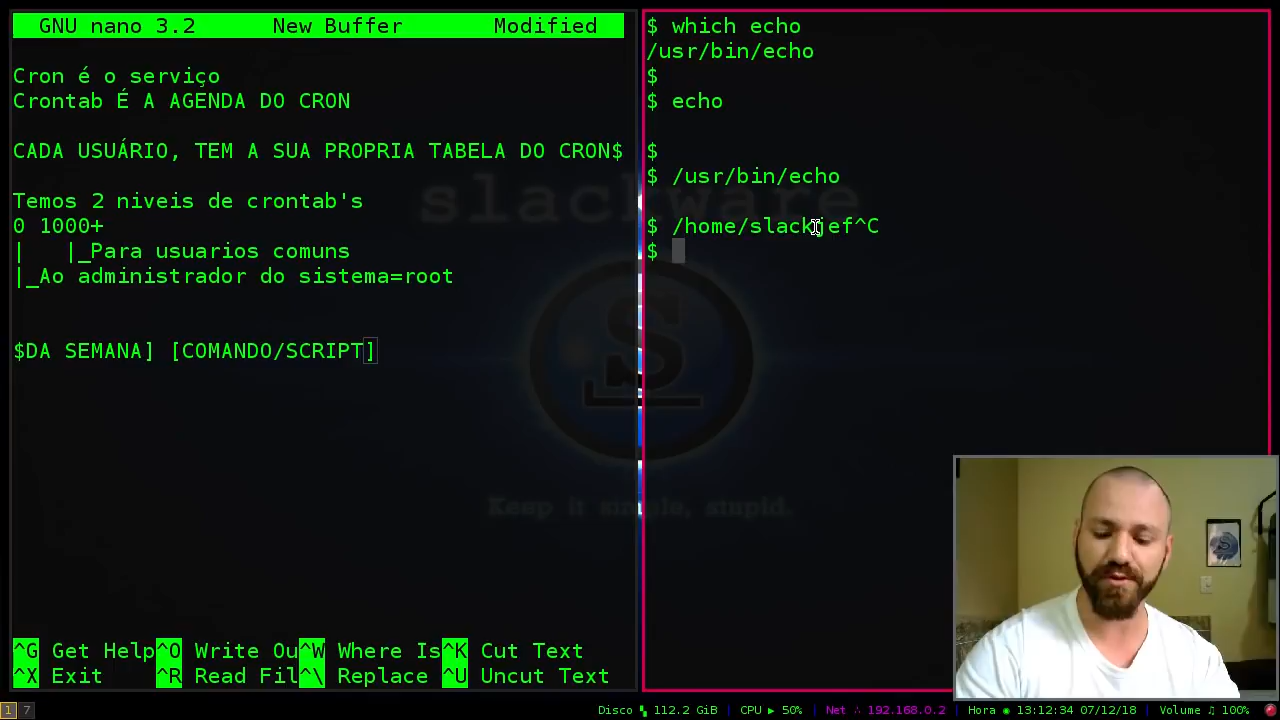 GNU nano 3.2 New Buffer Modified
Cron é o serviço
Crontab É A AGENDA DO CRON
CADA USUÁRIO, TEM A SUA PROPRIA TABELA DO CRON$
Temos 2 niveis de crontab's
0 1000+
|   |_Para usuarios comuns
|_Ao administrador do sistema=root
$DA SEMANA] [COMANDO/SCRIPT]
^G Get Help ^O Write Ou ^W Where Is ^K Cut Text
^X Exit ^R Read Fil ^\ Replace ^U Uncut Text
$ which echo
/usr/bin/echo
$
$ echo
$
$ /usr/bin/echo
$ /home/slackjef^C
$
slackware
Keep it simple, stupid.
1 7 Disco 112.2 GiB | CPU ▶ 50% | Net ∴ 192.168.0.2 | Hora ◉ 13:12:34 07/12/18 | Volume ♫ 100%